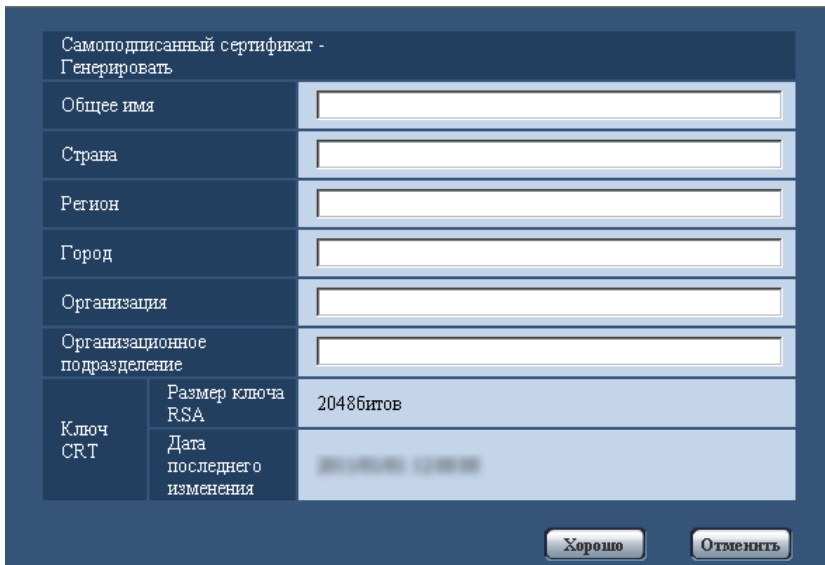 Самоподписанный сертификат -
Генерировать
Общее имя
Страна
Регион
Город
Организация
Организационное
подразделение
Ключ
CRT
Размер ключа
RSA
2048битов
Дата
последнего
изменения
Хорошо
Отменить